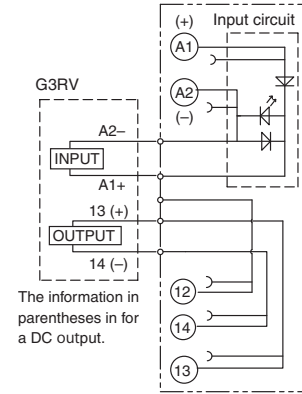 (+)
Input circuit
A1
G3RV
A2
A2–
(–)
INPUT
A1+
13 (+)
OUTPUT
14 (–)
12
The information in
parentheses in for
a DC output.
14
13